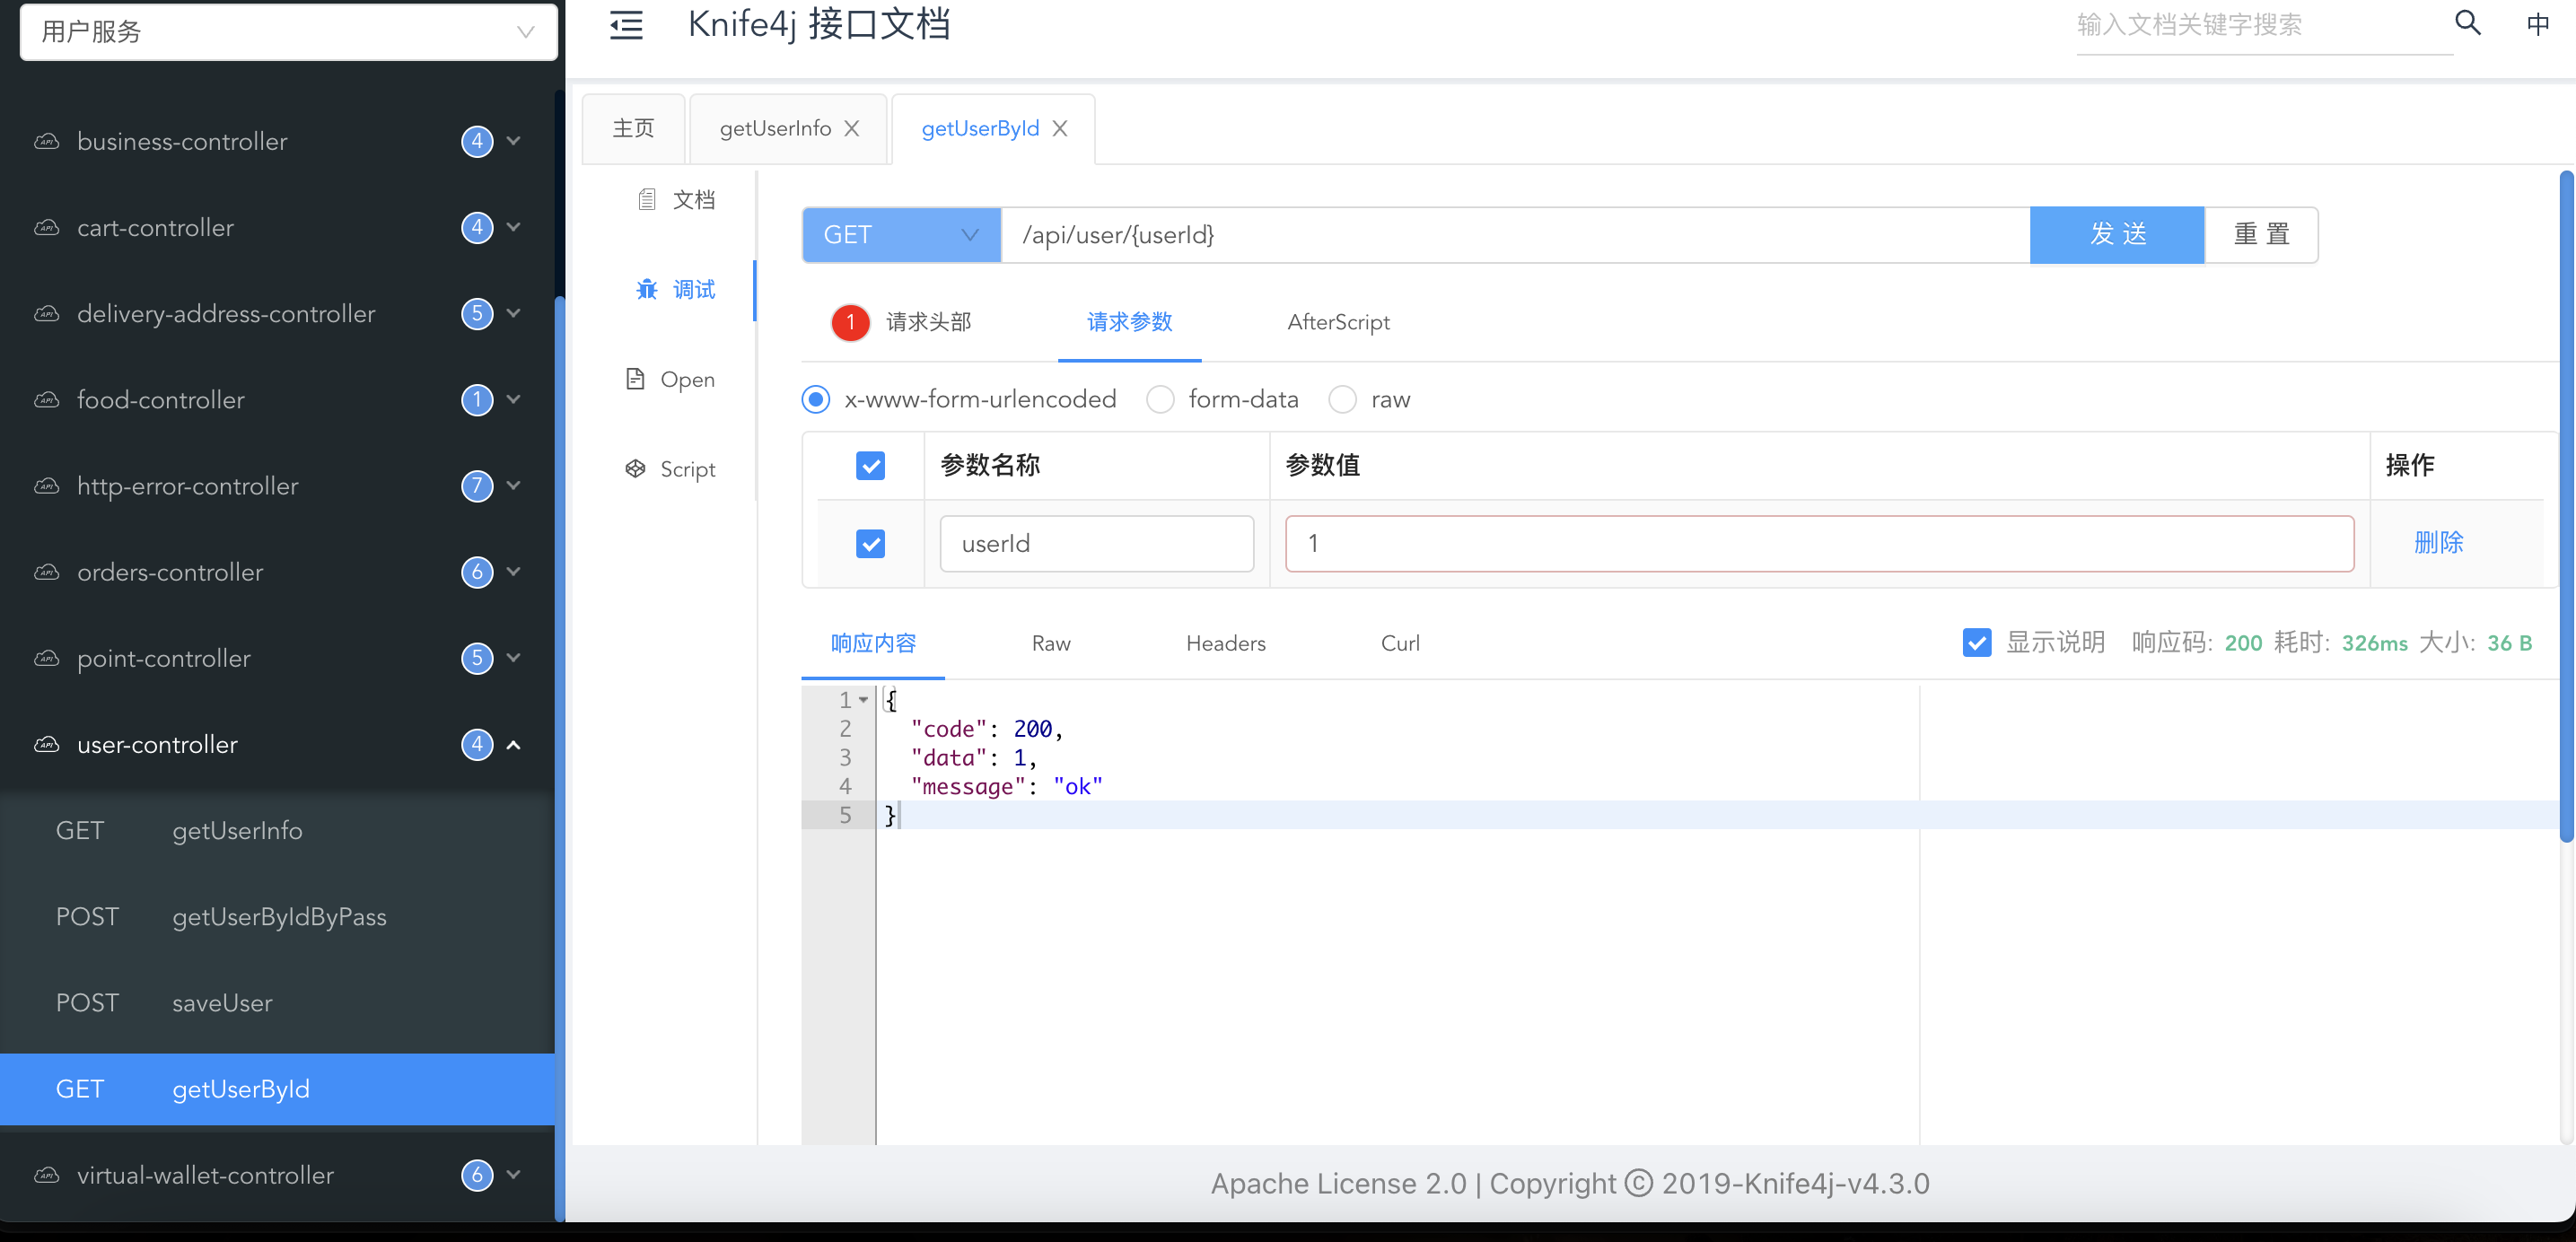 用户服务
business-controller 4
cart-controller 4
delivery-address-controller 5
food-controller 1
http-error-controller 7
orders-controller 6
point-controller 5
user-controller 4
GET getUserInfo
POST getUserByIdByPass
POST saveUser
GET getUserById
virtual-wallet-controller 6
Knife4j 接口文档
输入文档关键字搜索
中
主页 getUserInfo getUserById
文档
调试
Open
Script
GET /api/user/{userId} 发 送 重 置
1 请求头部 请求参数 AfterScript
x-www-form-urlencoded form-data raw
参数名称 参数值 操作
userId 1 删除
响应内容 Raw Headers Curl 显示说明 响应码: 200 耗时: 326ms 大小: 36 B
1 {
2 "code": 200,
3 "data": 1,
4 "message": "ok"
5 }
Apache License 2.0 | Copyright © 2019-Knife4j-v4.3.0